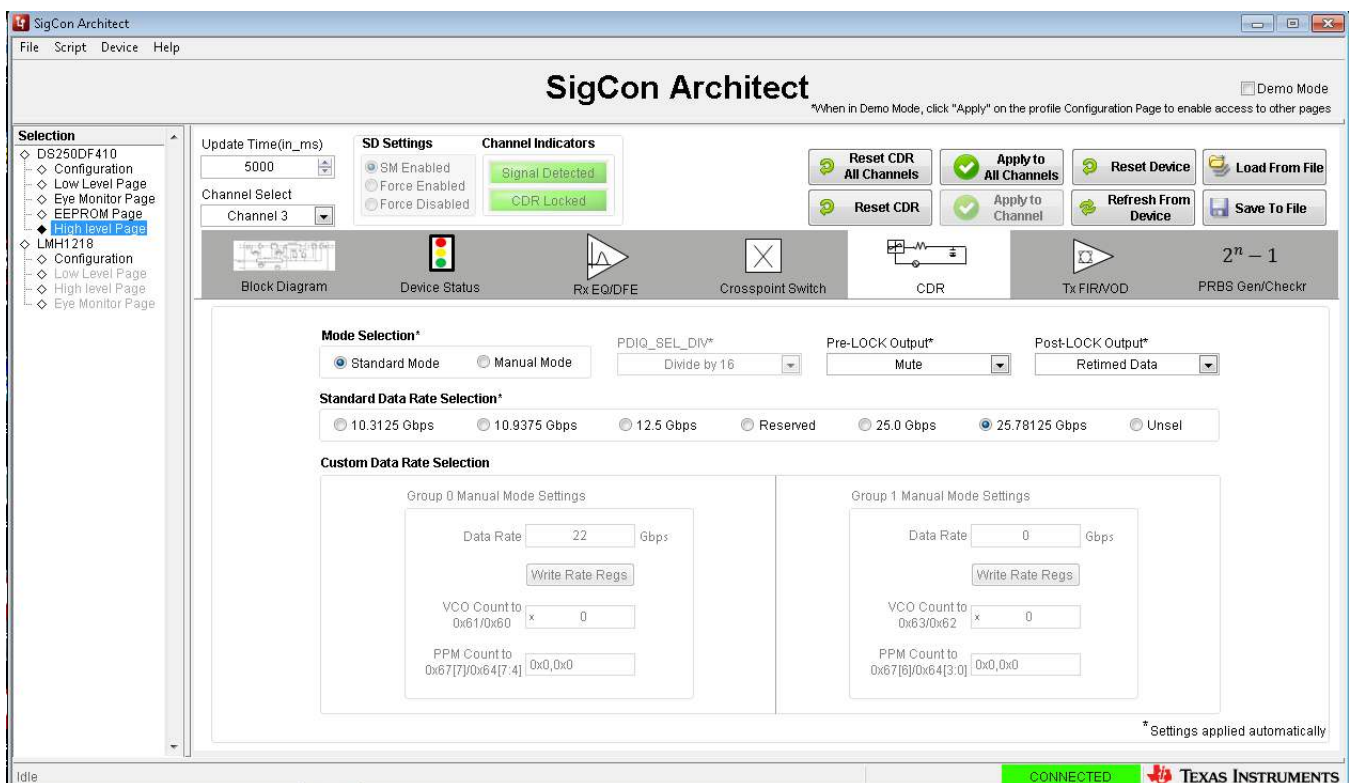 SigCon Architect
File Script Device Help
SigCon Architect
Demo Mode
*When in Demo Mode, click "Apply" on the profile Configuration Page to enable access to other pages
Selection
DS250DF410
Configuration
Low Level Page
Eye Monitor Page
EEPROM Page
High level Page
LMH1218
Configuration
Low Level Page
High level Page
Eye Monitor Page
Update Time(in_ms)
5000
Channel Select
Channel 3
SD Settings
SM Enabled
Force Enabled
Force Disabled
Channel Indicators
Signal Detected
CDR Locked
Reset CDR
All Channels
Apply to
All Channels
Reset Device
Load From File
Reset CDR
Apply to
Channel
Refresh From
Device
Save To File
Block Diagram
Device Status
Rx EQ/DFE
Crosspoint Switch
CDR
Tx FIR/VOD
2ⁿ − 1
PRBS Gen/Checkr
Mode Selection*
Standard Mode Manual Mode
PDIQ_SEL_DIV*
Divide by 16
Pre-LOCK Output*
Mute
Post-LOCK Output*
Retimed Data
Standard Data Rate Selection*
10.3125 Gbps 10.9375 Gbps 12.5 Gbps Reserved 25.0 Gbps 25.78125 Gbps Unsel
Custom Data Rate Selection
Group 0 Manual Mode Settings
Data Rate 22 Gbps
Write Rate Regs
VCO Count to
0x61/0x60 x 0
PPM Count to
0x67[7]/0x64[7:4] 0x0,0x0
Group 1 Manual Mode Settings
Data Rate 0 Gbps
Write Rate Regs
VCO Count to
0x63/0x62 x 0
PPM Count to
0x67[6]/0x64[3:0] 0x0,0x0
*Settings applied automatically
Idle
CONNECTED
TEXAS INSTRUMENTS